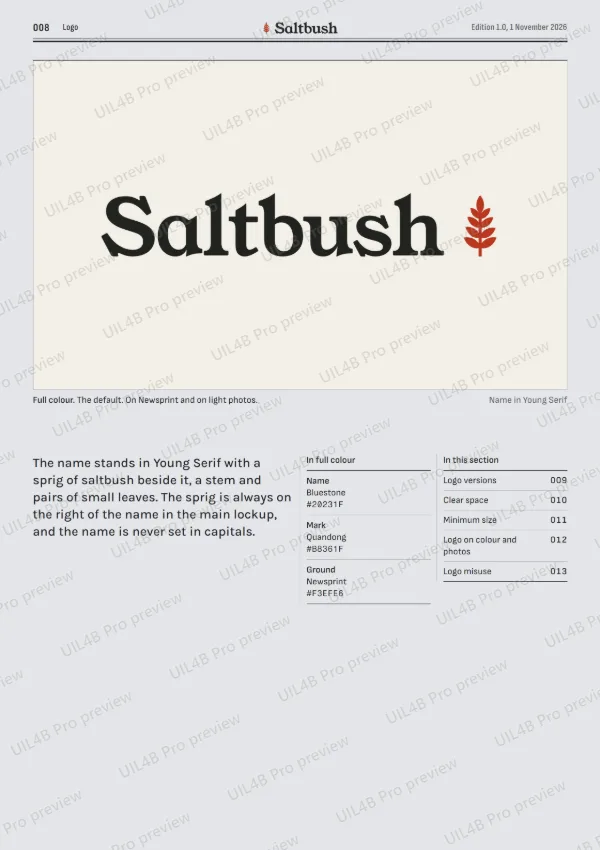 008 Logo Saltbush Edition 1.0, 1 November 2026
Saltbush
Full colour. The default. On Newsprint and on light photos. Name in Young Serif
The name stands in Young Serif with a
sprig of saltbush beside it, a stem and
pairs of small leaves. The sprig is always on
the right of the name in the main lockup,
and the name is never set in capitals.
In full colour
Name
Bluestone
#20231F
Mark
Quandong
#B8361F
Ground
Newsprint
#F3EFE6
In this section
Logo versions 009
Clear space 010
Minimum size 011
Logo on colour and 012
photos
Logo misuse 013
UIL4B Pro preview